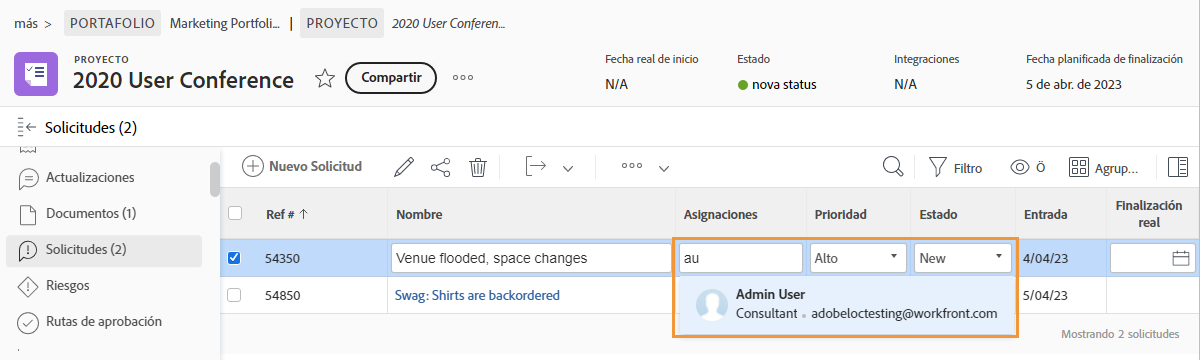 más > PORTAFOLIO Marketing Portfoli... | PROYECTO 2020 User Conferen...
PROYECTO
2020 User Conference Compartir
Fecha real de inicio Estado Integraciones Fecha planificada de finalización
N/A nova status N/A 5 de abr. de 2023
Solicitudes (2)
Nuevo Solicitud Filtro Ö Agrup...
Actualizaciones
Documentos (1)
Solicitudes (2)
Riesgos
Rutas de aprobación
Ref # Nombre Asignaciones Prioridad Estado Entrada Finalización real
54350 Venue flooded, space changes au Alto New 4/04/23
54850 Swag: Shirts are backordered 5/04/23
Admin User
Consultant adobeloctesting@workfront.com
Mostrando 2 solicitudes